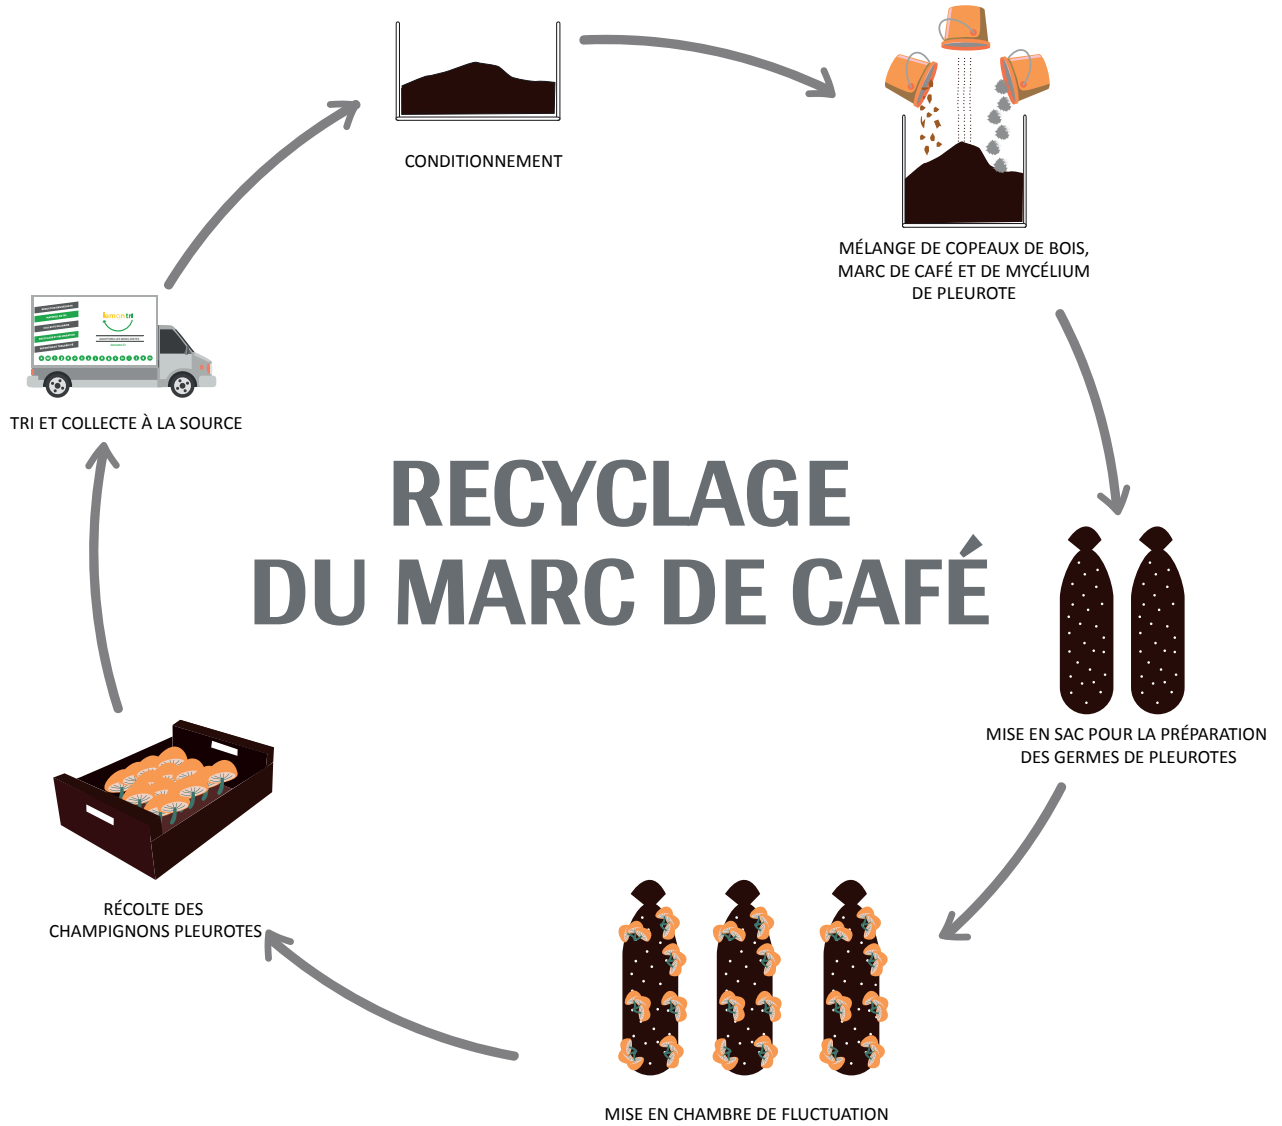 CONDITIONNEMENT
MÉLANGE DE COPEAUX DE BOIS,
MARC DE CAFÉ ET DE MYCÉLIUM
DE PLEUROTE
lemon tri
TRI ET COLLECTE À LA SOURCE
RECYCLAGE
DU MARC DE CAFÉ
MISE EN SAC POUR LA PRÉPARATION
DES GERMES DE PLEUROTES
RÉCOLTE DES
CHAMPIGNONS PLEUROTES
MISE EN CHAMBRE DE FLUCTUATION